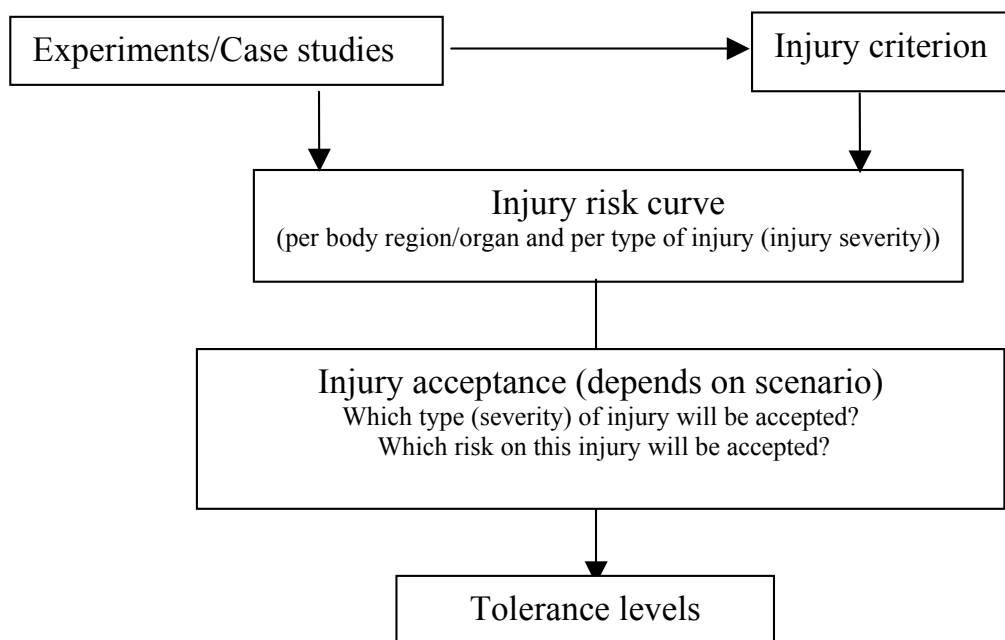 Experiments/Case studies
Injury criterion
Injury risk curve
(per body region/organ and per type of injury (injury severity))
Injury acceptance (depends on scenario)
Which type (severity) of injury will be accepted?
Which risk on this injury will be accepted?
Tolerance levels